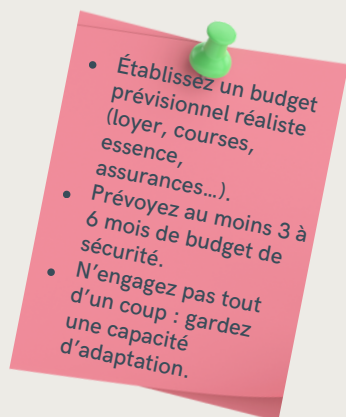 • Établissez un budget
prévisionnel réaliste
(loyer, courses,
essence,
assurances...).
• Prévoyez au moins 3 à
6 mois de budget de
sécurité.
• N'engagez pas tout
d'un coup : gardez
une capacité
d'adaptation.